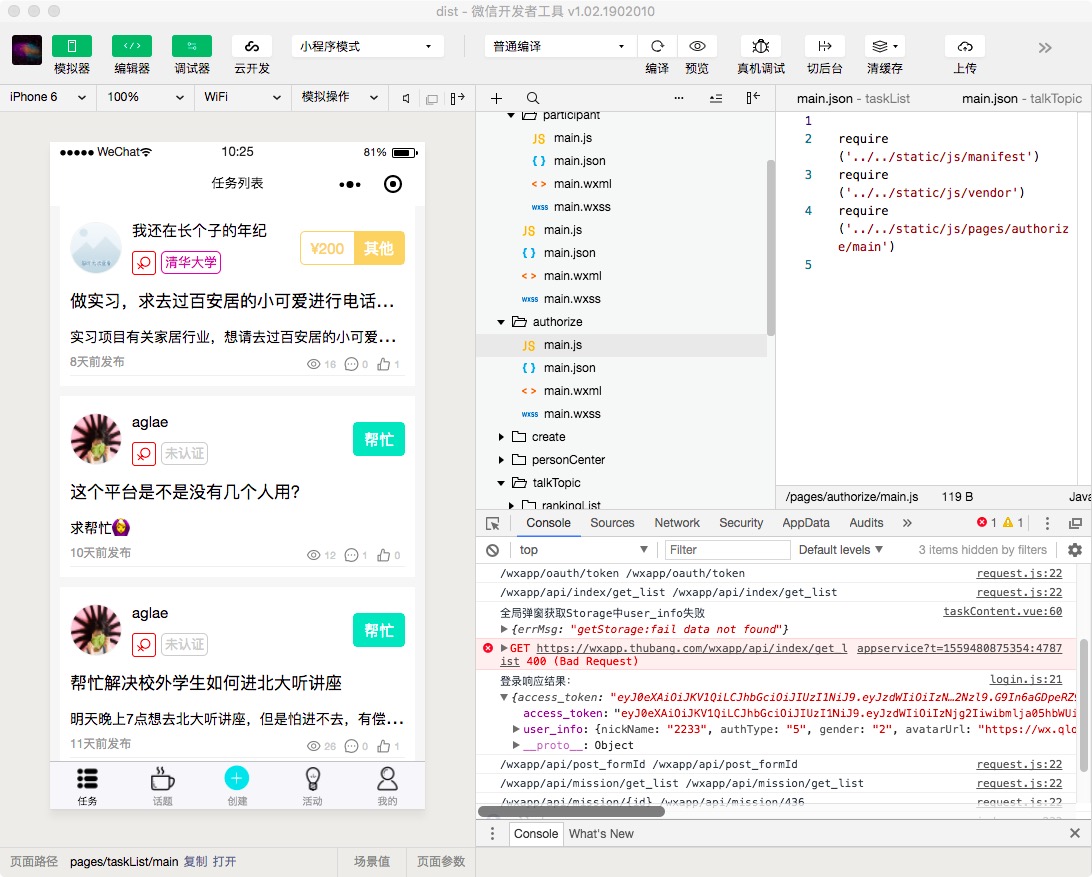 dist - 微信开发者工具 v1.02.1902010
模拟器 编辑器 调试器 云开发
小程序模式 普通编译
编译 预览 真机调试 切后台 清缓存 上传
iPhone 6 100% WiFi 模拟操作
WeChat 10:25 81%
任务列表
我还在长个子的年纪
清华大学
¥200 其他
做实习，求去过百安居的小可爱进行电话...
实习项目有关家居行业，想请去过百安居的小可爱...
8天前发布 16 0 1
aglae
未认证
帮忙
这个平台是不是没有几个人用?
求帮忙
10天前发布 12 1 0
aglae
未认证
帮忙
帮忙解决校外学生如何进北大听讲座
明天晚上7点想去北大听讲座，但是怕进不去，有偿...
11天前发布 26 0 1
任务 话题 创建 活动 我的
页面路径 pages/taskList/main 复制 打开 场景值 页面参数
participant
JS main.js
{ } main.json
< > main.wxml
wxss main.wxss
JS main.js
{ } main.json
< > main.wxml
wxss main.wxss
authorize
JS main.js
{ } main.json
< > main.wxml
wxss main.wxss
create
personCenter
talkTopic
rankingList
main.json - taskList main.json - talkTopic
1
2 require
('../../static/js/manifest')
3 require
('../../static/js/vendor')
4 require
('../../static/js/pages/authoriz
e/main')
5
/pages/authorize/main.js 119 B Java
Console Sources Network Security AppData Audits » 1 1
top Filter Default levels 3 items hidden by filters
/wxapp/oauth/token /wxapp/oauth/token request.js:22
/wxapp/api/index/get_list /wxapp/api/index/get_list request.js:22
全局弹窗获取Storage中user_info失败 taskContent.vue:60
{errMsg: "getStorage:fail data not found"}
GET https://wxapp.thubanq.com/wxapp/api/index/get_l appservice?t=1559480875354:4787
ist 400 (Bad Request)
登录响应结果: login.js:21
{access_token: "eyJ0eXAiOiJKV1QiLCJhbGciOiJIUzI1NiJ9.eyJzdWIiOiIzN…2Nzl9.G9In6aGDpeRZ9
access_token: "eyJ0eXAiOiJKV1QiLCJhbGciOiJIUzI1NiJ9.eyJzdWIiOiIzNjg2Iiwibmlja05hbWUi
user_info: {nickName: "2233", authType: "5", gender: "2", avatarUrl: "https://wx.qlo
__proto__: Object
/wxapp/api/post_formId /wxapp/api/post_formId request.js:22
/wxapp/api/mission/get_list /wxapp/api/mission/get_list request.js:22
/wxapp/api/mission/{id} /wxapp/api/mission/436 request.js:22
Console What's New